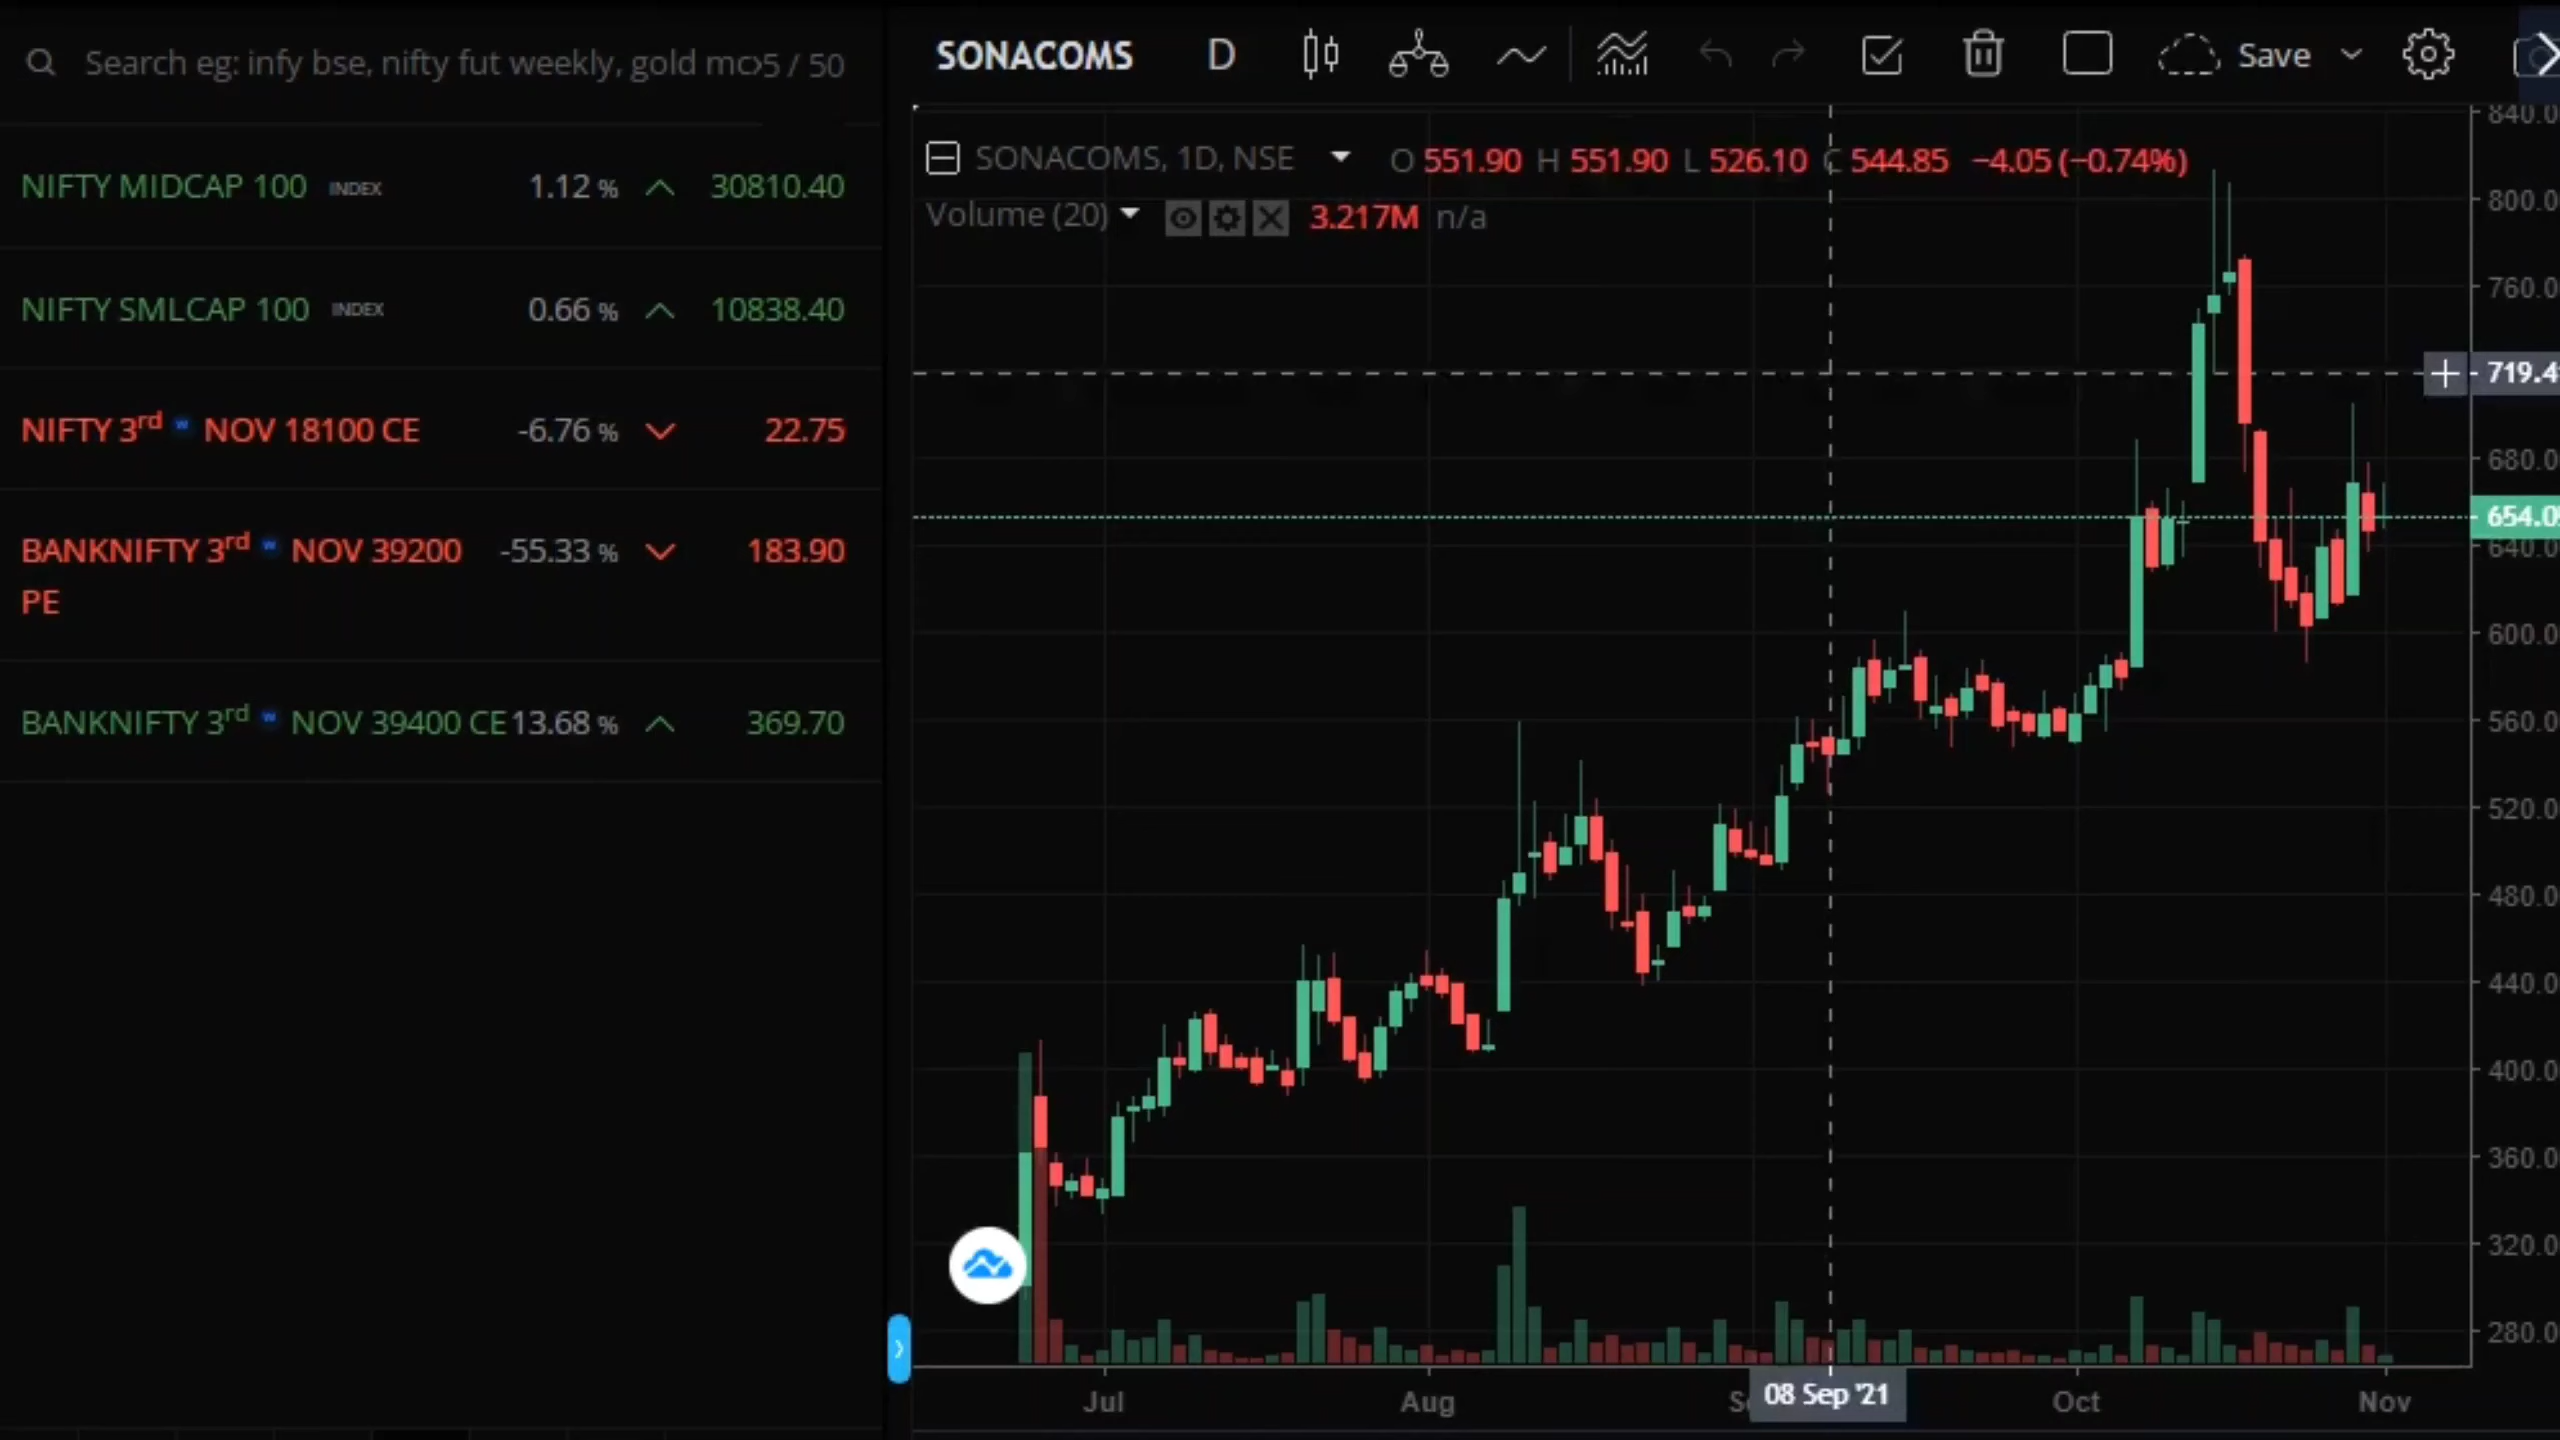 Search eg: infy bse, nifty fut weekly, gold mcx 5 / 50
NIFTY MIDCAP 100 INDEX 1.12 % 30810.40
NIFTY SMLCAP 100 INDEX 0.66 % 10838.40
NIFTY 3rd w NOV 18100 CE -6.76 % 22.75
BANKNIFTY 3rd w NOV 39200 -55.33 % 183.90
PE
BANKNIFTY 3rd w NOV 39400 CE 13.68 % 369.70
SONACOMS D Save
SONACOMS, 1D, NSE O 551.90 H 551.90 L 526.10 C 544.85 −4.05 (−0.74%)
Volume (20) 3.217M n/a
840.0
800.0
760.0
719.4
680.0
654.0
640.0
600.0
560.0
520.0
480.0
440.0
400.0
360.0
320.0
280.0
Jul Aug 08 Sep '21 Oct Nov